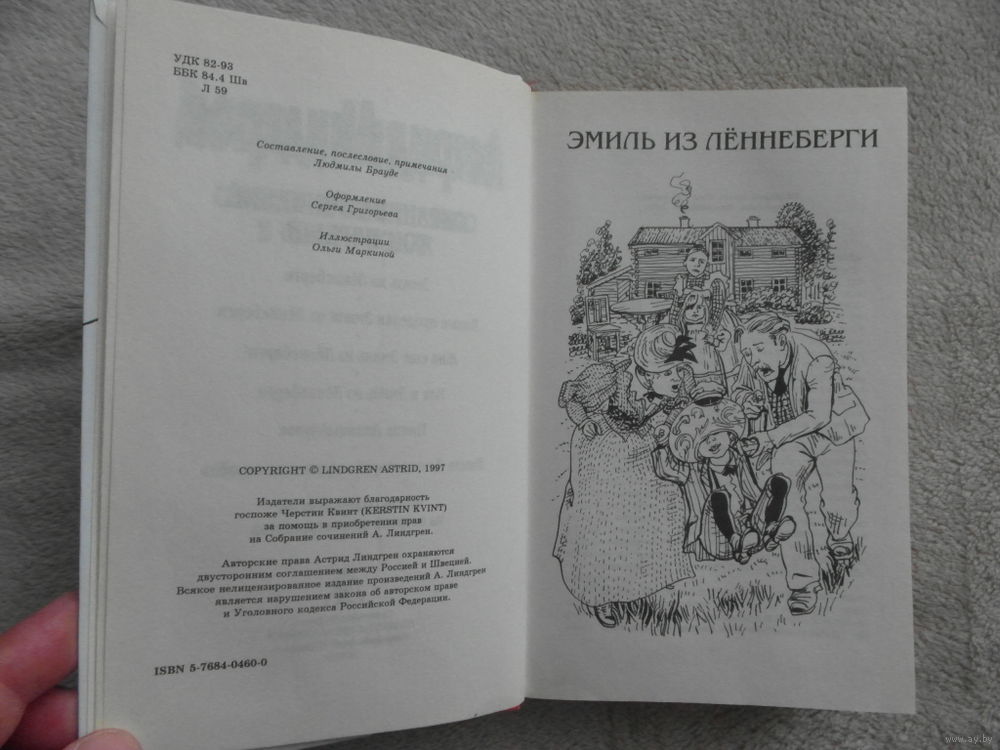 УДК 82-93
ББК 84.4 Шв
Л 59
Составление, послесловие, примечания
Людмилы Брауде
Оформление
Сергея Григорьева
Иллюстрации
Ольги Маркиной
COPYRIGHT © LINDGREN ASTRID, 1997
Издатели выражают благодарность
госпоже Черстин Квинт (KERSTIN KVINT)
за помощь в приобретении прав
на Собрание сочинений А. Линдгрен.
Авторские права Астрид Линдгрен охраняются
двусторонним соглашением между Россией и Швецией.
Всякое нелицензированное издание произведений А. Линдгрен
является нарушением закона об авторском праве
и Уголовного кодекса Российской Федерации.
ISBN 5-7684-0460-0
ЭМИЛЬ ИЗ ЛЁННЕБЕРГИ
www.ay.by